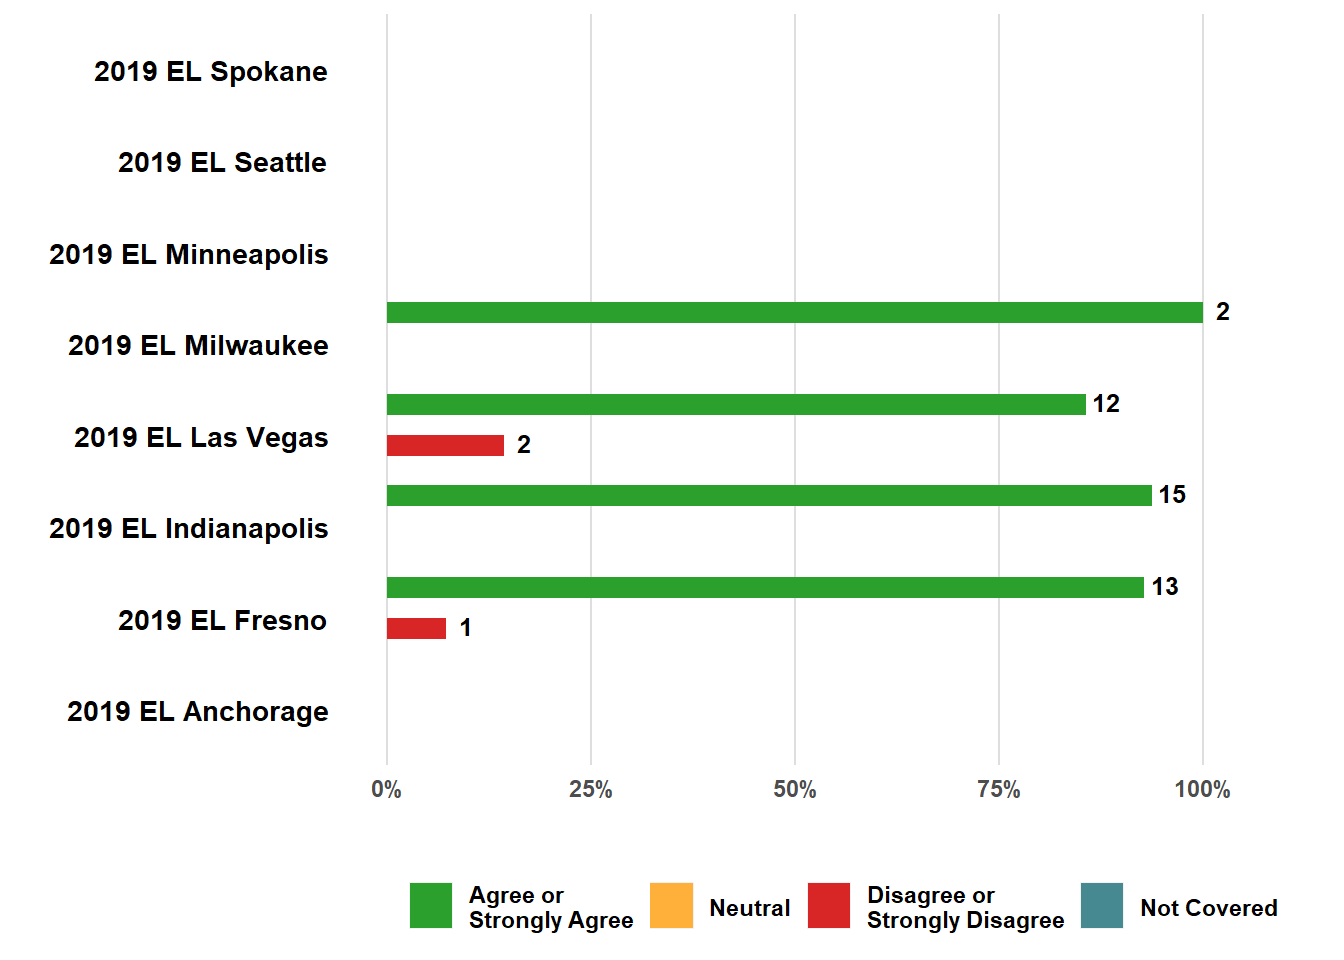 2019 EL Spokane
2019 EL Seattle
2019 EL Minneapolis
2
2019 EL Milwaukee
12
2019 EL Las Vegas
2
15
2019 EL Indianapolis
13
2019 EL Fresno
1
2019 EL Anchorage
0%
25%
50%
75%
100%
Agree or
Strongly Agree
Neutral
Disagree or
Strongly Disagree
Not Covered